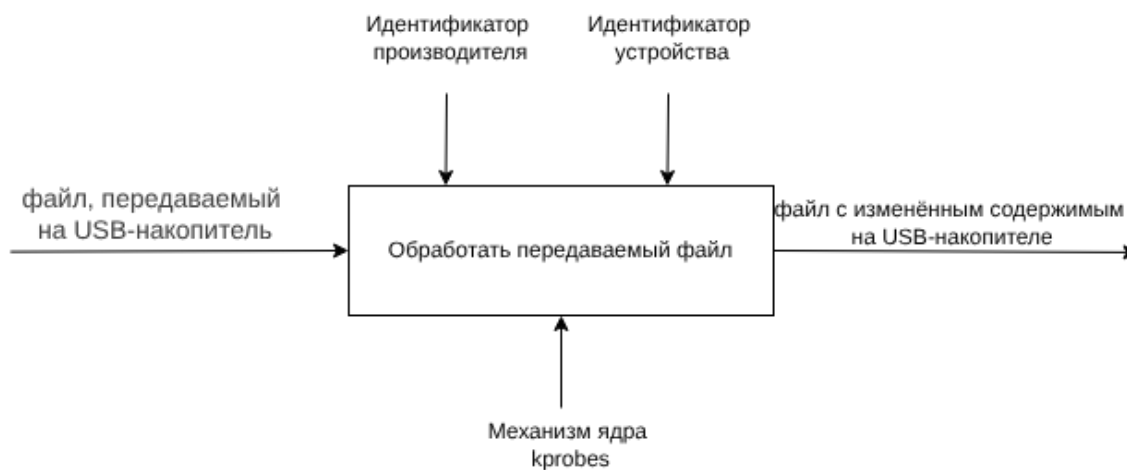 Идентификатор
производителя
Идентификатор
устройства
файл, передаваемый
на USB-накопитель
Обработать передаваемый файл
файл с изменённым содержимым
на USB-накопителе
Механизм ядра
kprobes